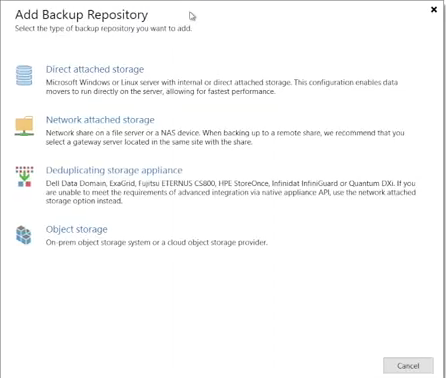 Add Backup Repository
Select the type of backup repository you want to add.
Direct attached storage
Microsoft Windows or Linux server with internal or direct attached storage. This configuration enables data
movers to run directly on the server, allowing for fastest performance.
Network attached storage
Network share on a file server or a NAS device. When backing up to a remote share, we recommend that you
select a gateway server located in the same site with the share.
Deduplicating storage appliance
Dell Data Domain, ExaGrid, Fujitsu ETERNUS CS800, HPE StoreOnce, Infinidat InfiniGuard or Quantum DXi. If you
are unable to meet the requirements of advanced integration via native appliance API, use the network attached
storage option instead.
Object storage
On-prem object storage system or a cloud object storage provider.
Cancel